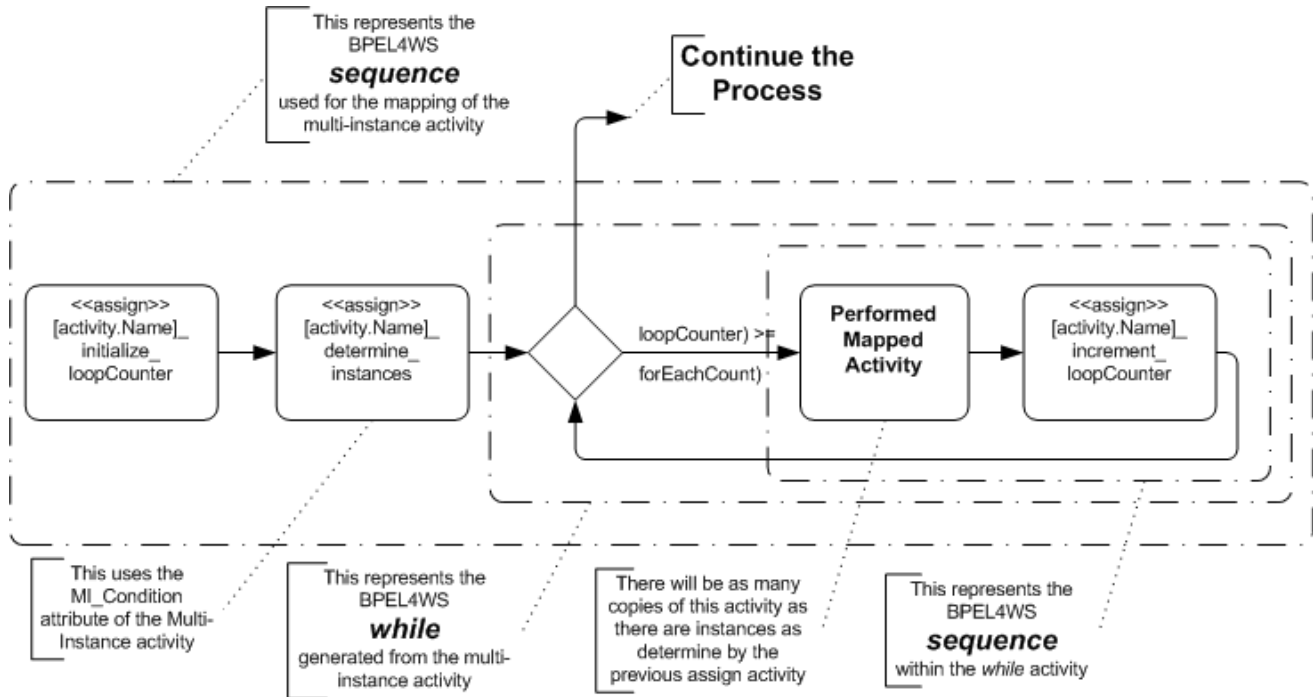 This represents the
BPEL4WS
sequence
used for the mapping of the
multi-instance activity
Continue the
Process
<<assign>>
[activity.Name]_
initialize_
loopCounter
<<assign>>
[activity.Name]_
determine_
instances
loopCounter) >=
forEachCount)
Performed
Mapped
Activity
<<assign>>
[activity.Name]_
increment_
loopCounter
This uses the
MI_Condition
attribute of the Multi-
Instance activity
This represents the
BPEL4WS
while
generated from the multi-
instance activity
There will be as many
copies of this activity as
there are instances as
determine by the
previous assign activity
This represents the
BPEL4WS
sequence
within the while activity